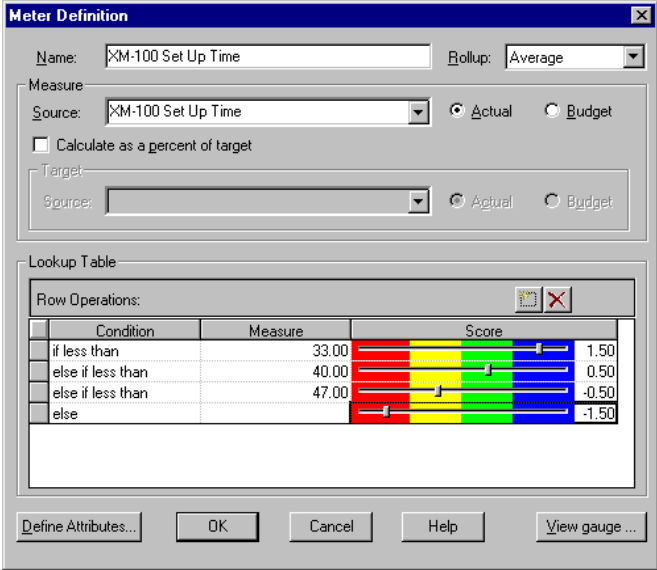 Meter Definition
Name: XM-100 Set Up Time Rollup: Average
Measure
Source: XM-100 Set Up Time Actual Budget
Calculate as a percent of target
Target
Source: Actual Budget
Lookup Table
Row Operations:
Condition Measure Score
if less than 33.00 1.50
else if less than 40.00 0.50
else if less than 47.00 -0.50
else -1.50
Define Attributes... OK Cancel Help View gauge ...